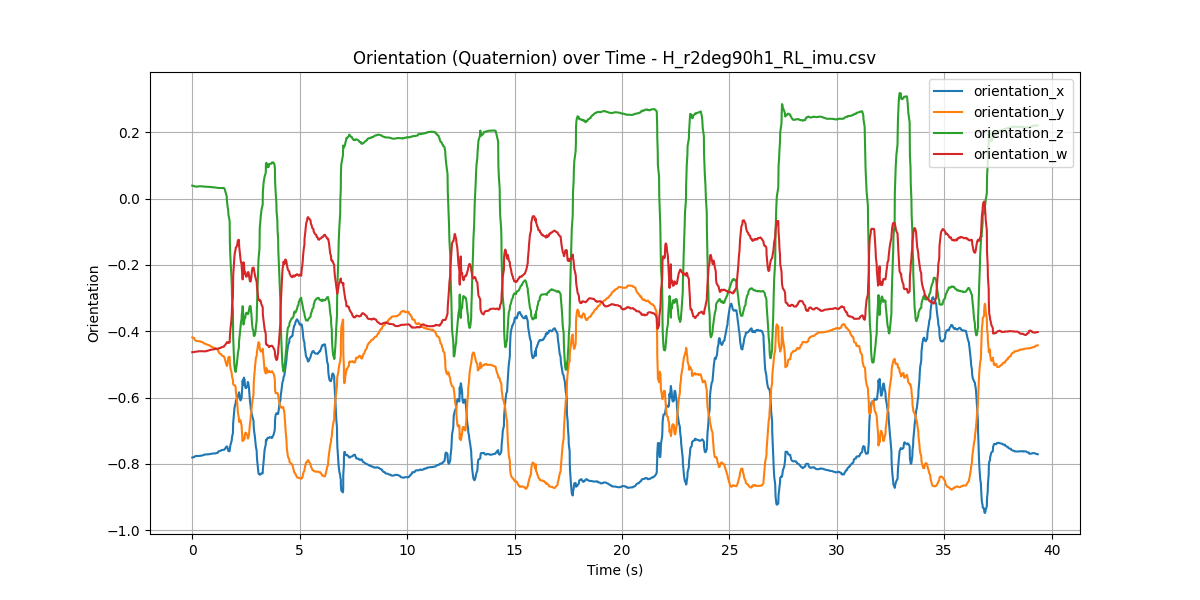 Orientation (Quaternion) over Time - H_r2deg90h1_RL_imu.csv
orientation_x
orientation_y
orientation_z
orientation_w
Orientation
0.2
0.0
−0.2
−0.4
−0.6
−0.8
−1.0
0 5 10 15 20 25 30 35 40
Time (s)